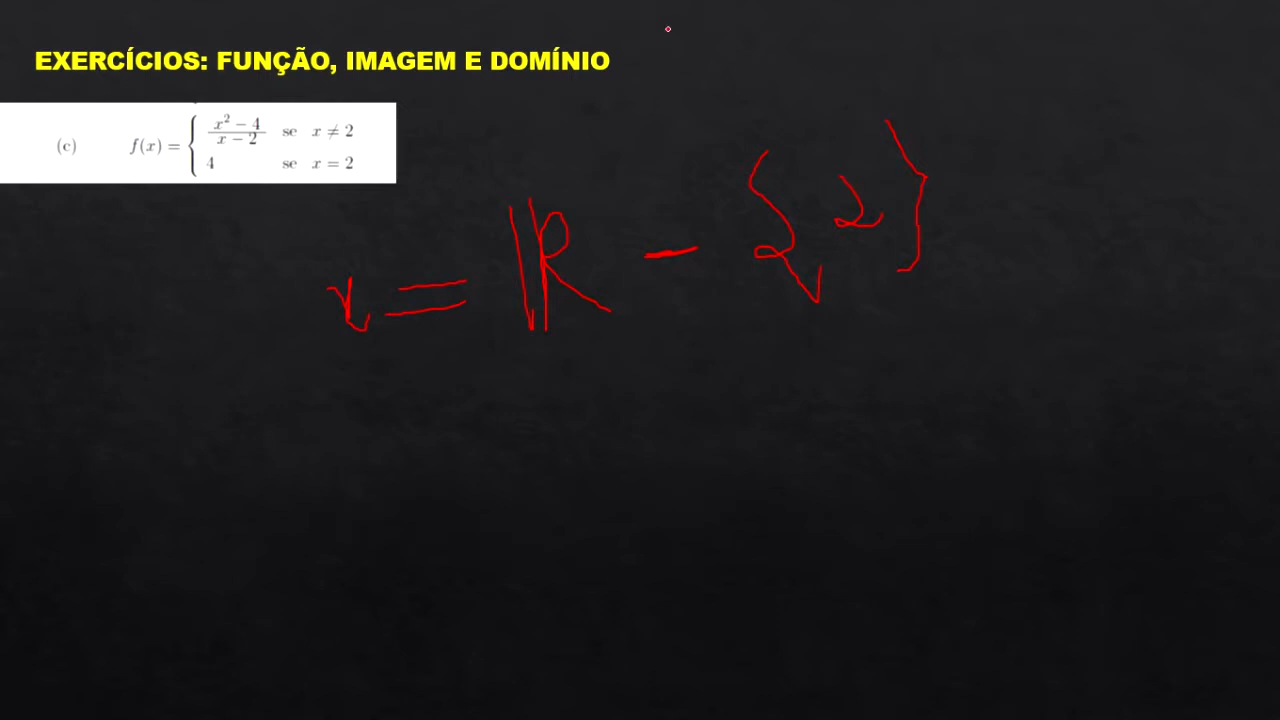 EXERCÍCIOS: FUNÇÃO, IMAGEM E DOMÍNIO
(c) f(x) = { x² − 4 / x − 2 se x ≠ 2
4 se x = 2
x = ℝ − {2}